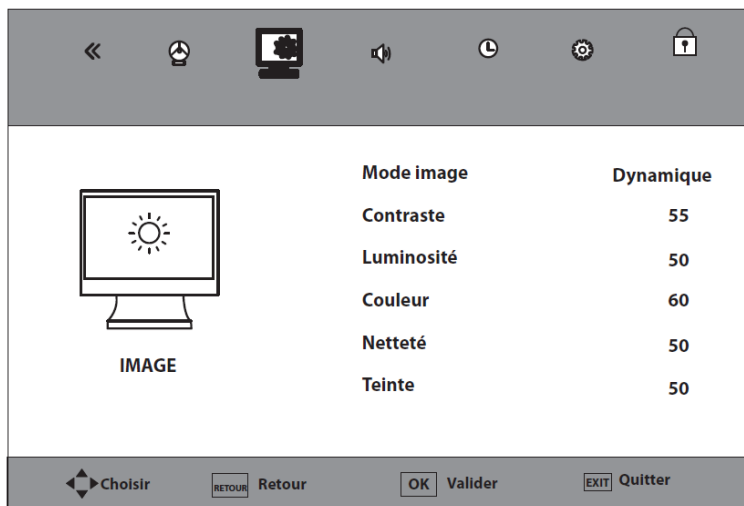 Mode image Dynamique
Contraste 55
Luminosité 50
Couleur 60
Netteté 50
IMAGE
Teinte 50
Choisir RETOUR Retour OK Valider EXIT Quitter